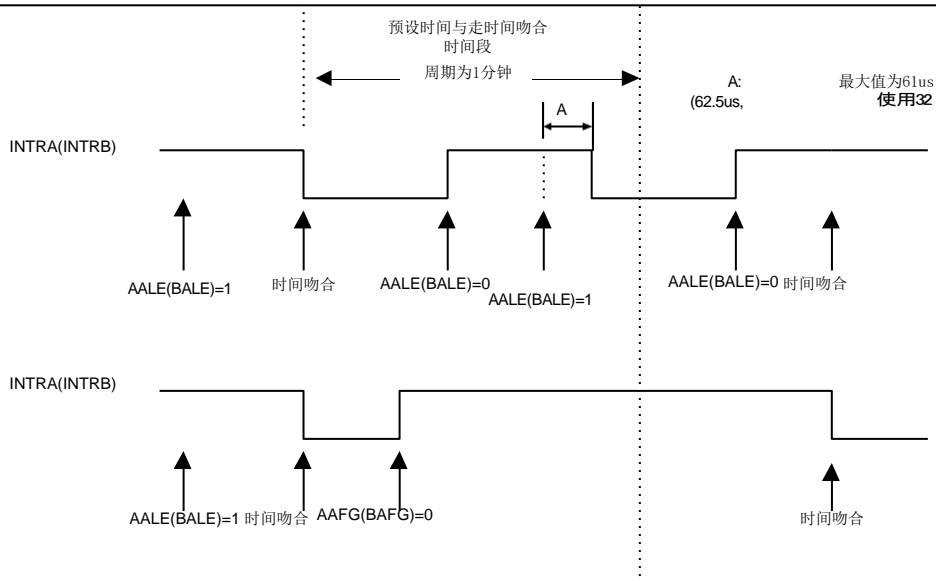 预设时间与走时间吻合
时间段
周期为1分钟
A:
(62.5us,
最大值为61us
使用32
A
INTRA(INTRB)
AALE(BALE)=1
时间吻合
AALE(BALE)=0
AALE(BALE)=1
AALE(BALE)=0
时间吻合
INTRA(INTRB)
AALE(BALE)=1
时间吻合
AAFG(BAFG)=0
时间吻合